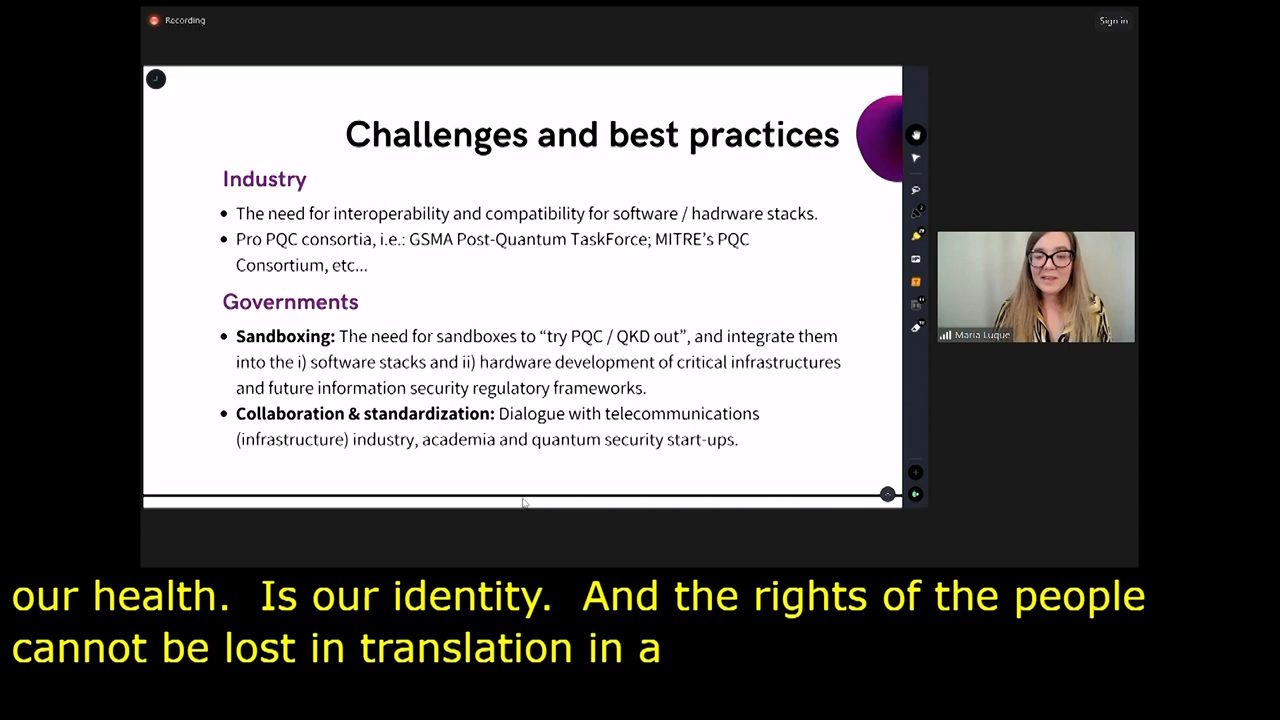 Recording
Sign in
Challenges and best practices
Industry
• The need for interoperability and compatibility for software / hadrware stacks.
• Pro PQC consortia, i.e.: GSMA Post-Quantum TaskForce; MITRE’s PQC
Consortium, etc...
Governments
• Sandboxing: The need for sandboxes to “try PQC / QKD out”, and integrate them
into the i) software stacks and ii) hardware development of critical infrastructures
and future information security regulatory frameworks.
• Collaboration & standardization: Dialogue with telecommunications
(infrastructure) industry, academia and quantum security start-ups.
Maria Luque
our health.  Is our identity.  And the rights of the people
cannot be lost in translation in a